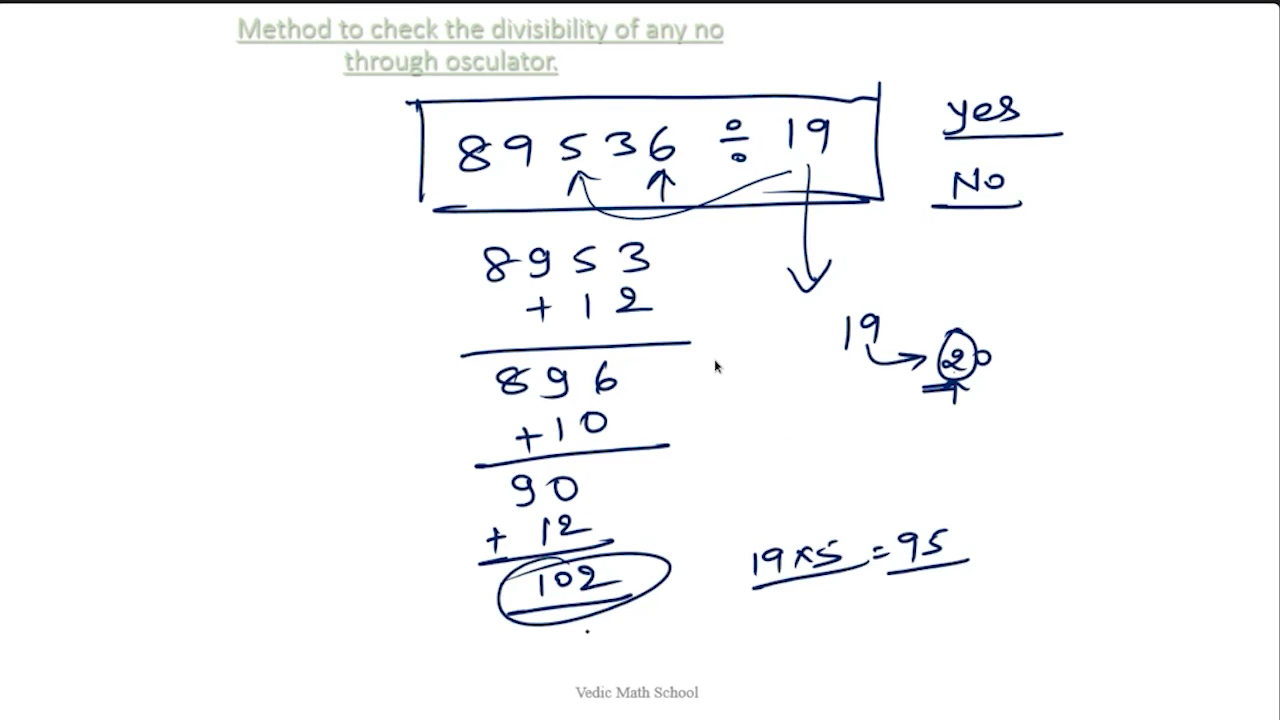 Method to check the divisibility of any no
through osculator.
89536 ÷ 19
yes
No
8953
+ 12
896
+10
90
+ 12
102
19
20
19×5 = 95
Vedic Math School